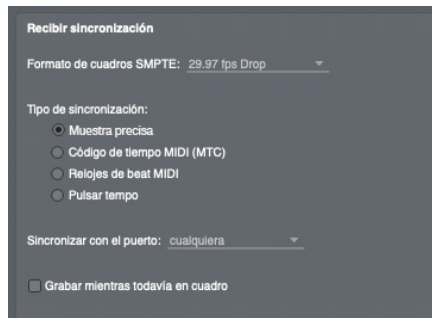 Recibir sincronización
Formato de cuadros SMPTE: 29.97 fps Drop
Tipo de sincronización:
Muestra precisa
Código de tiempo MIDI (MTC)
Relojes de beat MIDI
Pulsar tempo
Sincronizar con el puerto: cualquiera
Grabar mientras todavía en cuadro